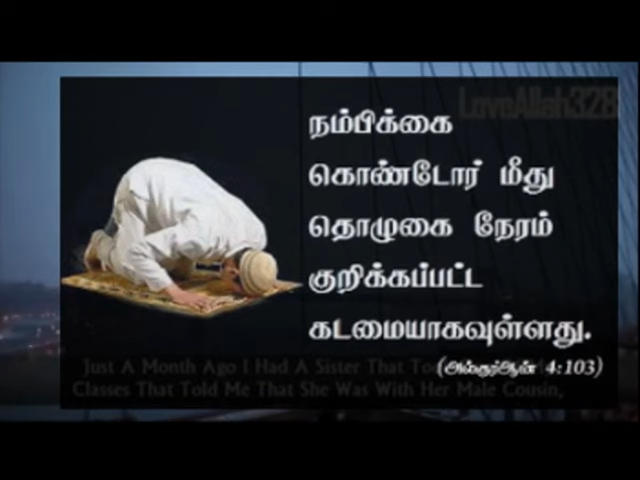 LoveAllah328
நம்பிக்கை
கொண்டோர் மீது
தொழுகை நேரம்
குறிக்கப்பட்ட
கடமையாகவுள்ளது.
(அல்குர்ஆன் 4:103)
Just A Month Ago I Had A Sister That
Classes That Told Me That She Was With Her Male Cousin,